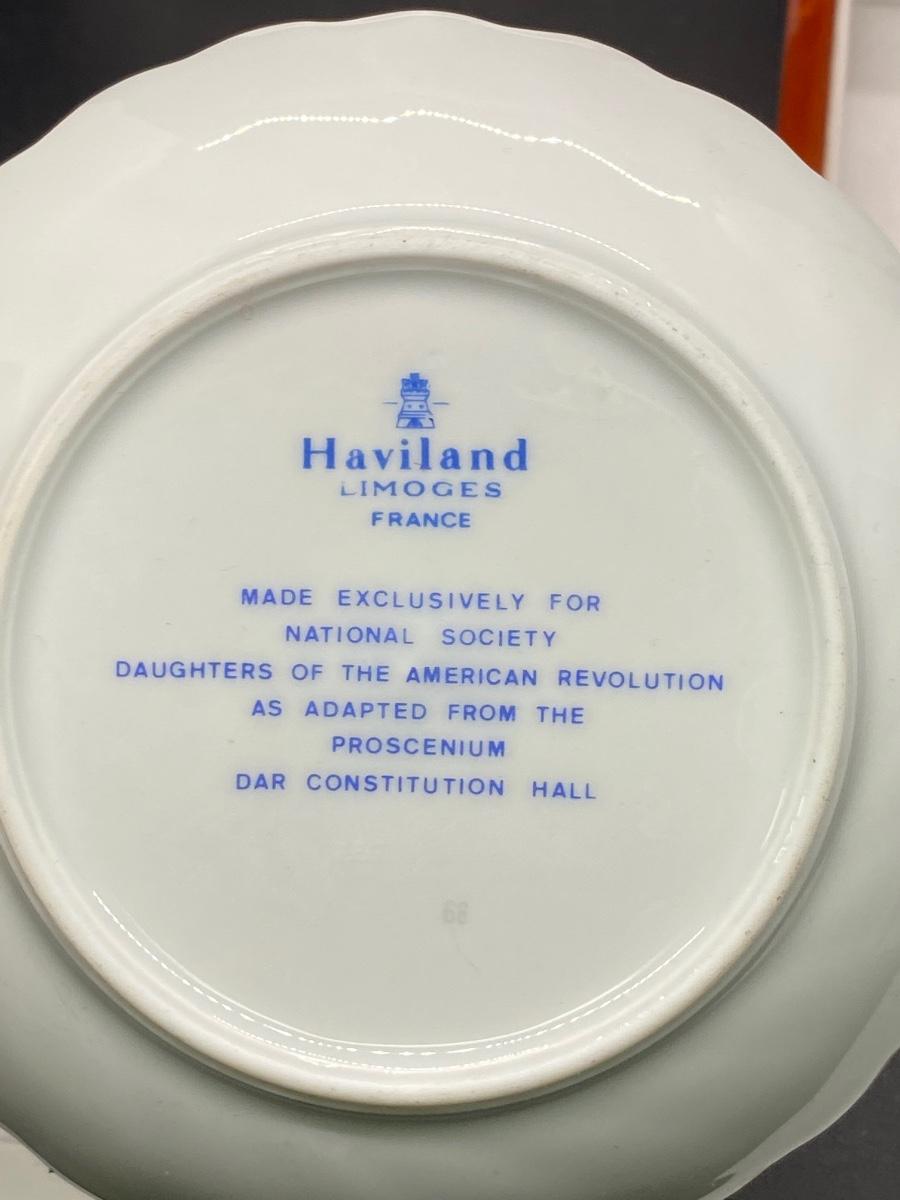 Haviland
LIMOGES
FRANCE
MADE EXCLUSIVELY FOR
NATIONAL SOCIETY
DAUGHTERS OF THE AMERICAN REVOLUTION
AS ADAPTED FROM THE
PROSCENIUM
DAR CONSTITUTION HALL